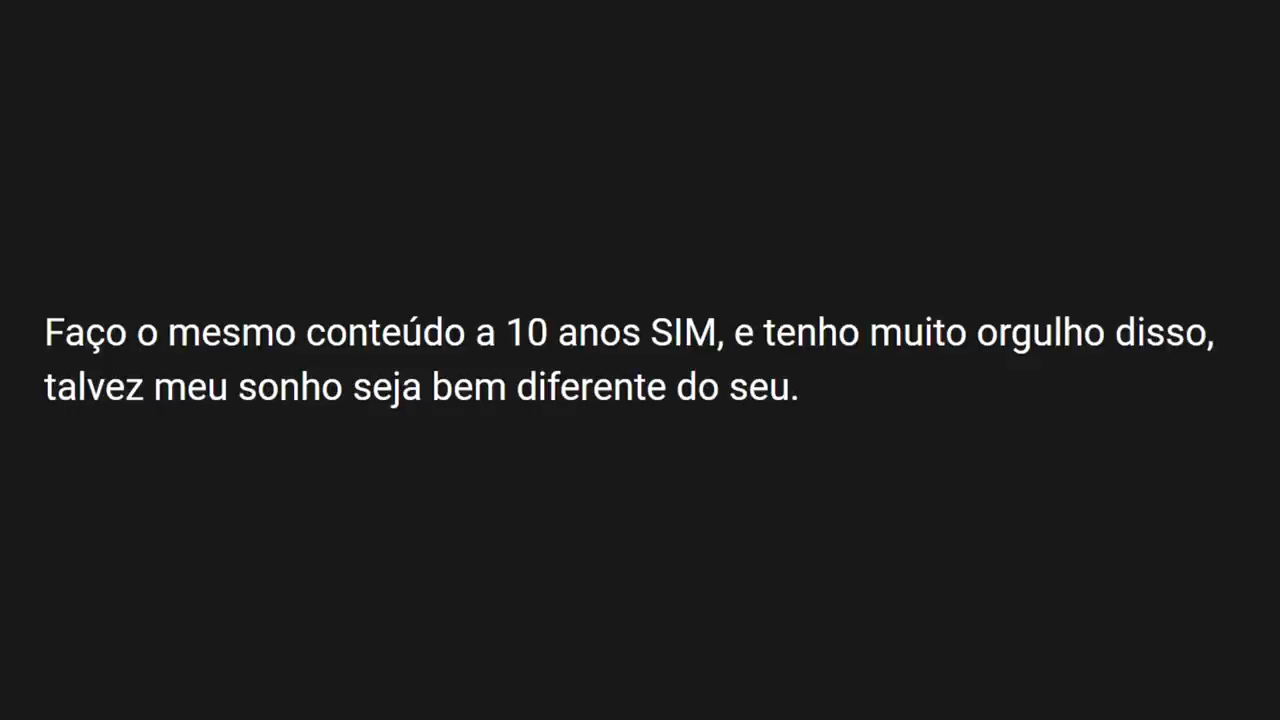 Faço o mesmo conteúdo a 10 anos SIM, e tenho muito orgulho disso,
talvez meu sonho seja bem diferente do seu.